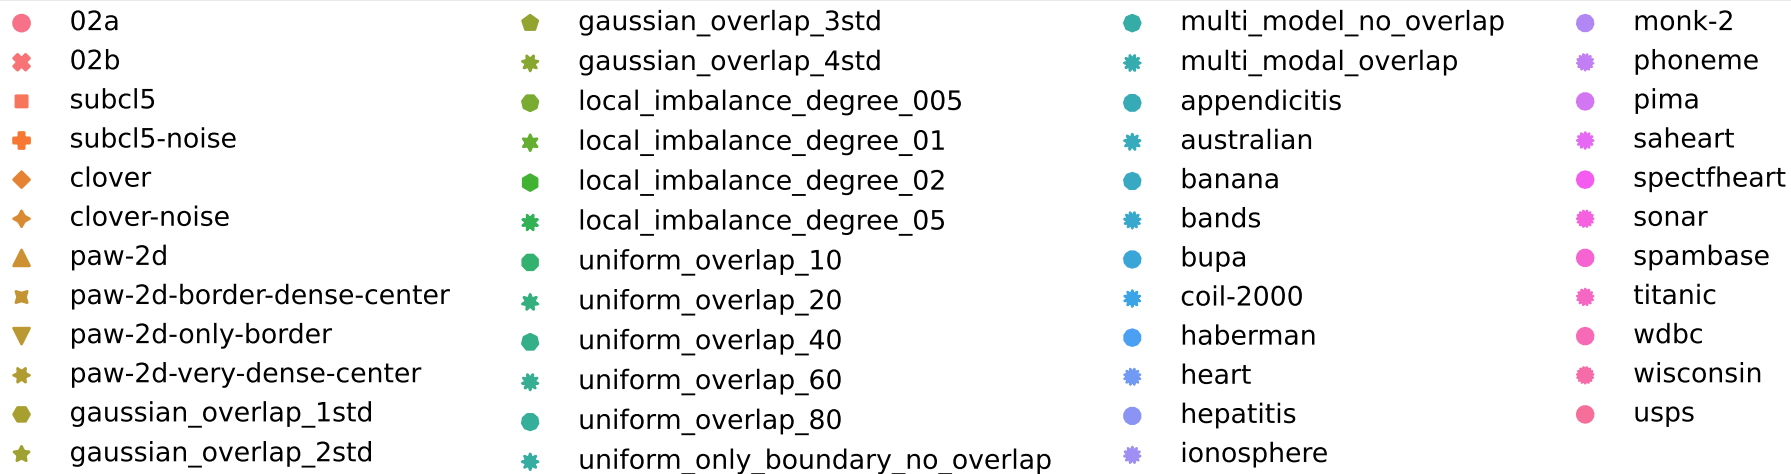 02a
02b
subcl5
subcl5-noise
clover
clover-noise
paw-2d
paw-2d-border-dense-center
paw-2d-only-border
paw-2d-very-dense-center
gaussian_overlap_1std
gaussian_overlap_2std
gaussian_overlap_3std
gaussian_overlap_4std
local_imbalance_degree_005
local_imbalance_degree_01
local_imbalance_degree_02
local_imbalance_degree_05
uniform_overlap_10
uniform_overlap_20
uniform_overlap_40
uniform_overlap_60
uniform_overlap_80
uniform_only_boundary_no_overlap
multi_model_no_overlap
multi_modal_overlap
appendicitis
australian
banana
bands
bupa
coil-2000
haberman
heart
hepatitis
ionosphere
monk-2
phoneme
pima
saheart
spectfheart
sonar
spambase
titanic
wdbc
wisconsin
usps